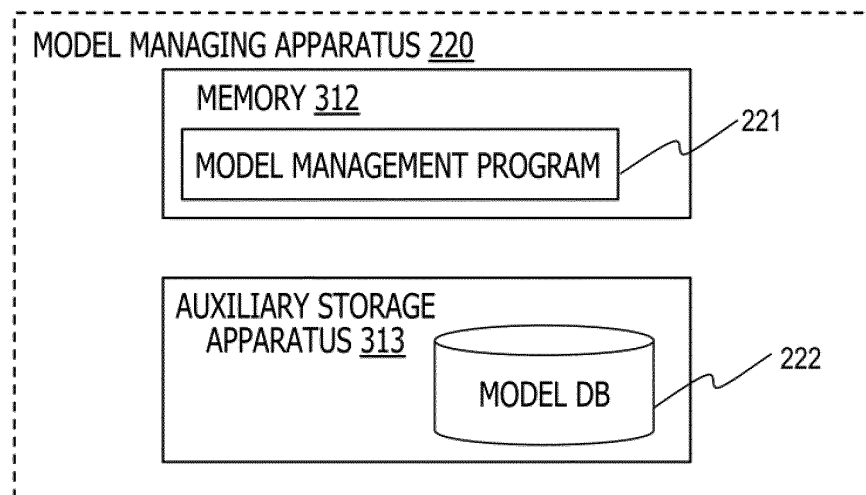 MODEL MANAGING APPARATUS 220
MEMORY 312
MODEL MANAGEMENT PROGRAM
221
AUXILIARY STORAGE
APPARATUS 313
MODEL DB
222